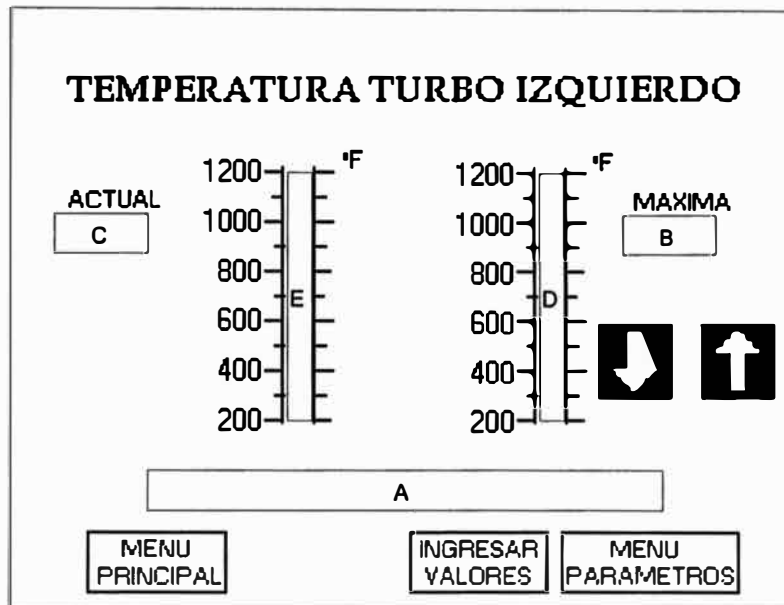 TEMPERATURA TURBO IZQUIERDO
ACTUAL
C
1200
1000
800
600
400
200
°F
E
1200
1000
800
600
400
200
°F
D
MAXIMA
B
A
MENU
PRINCIPAL
INGRESAR
VALORES
MENU
PARAMETROS